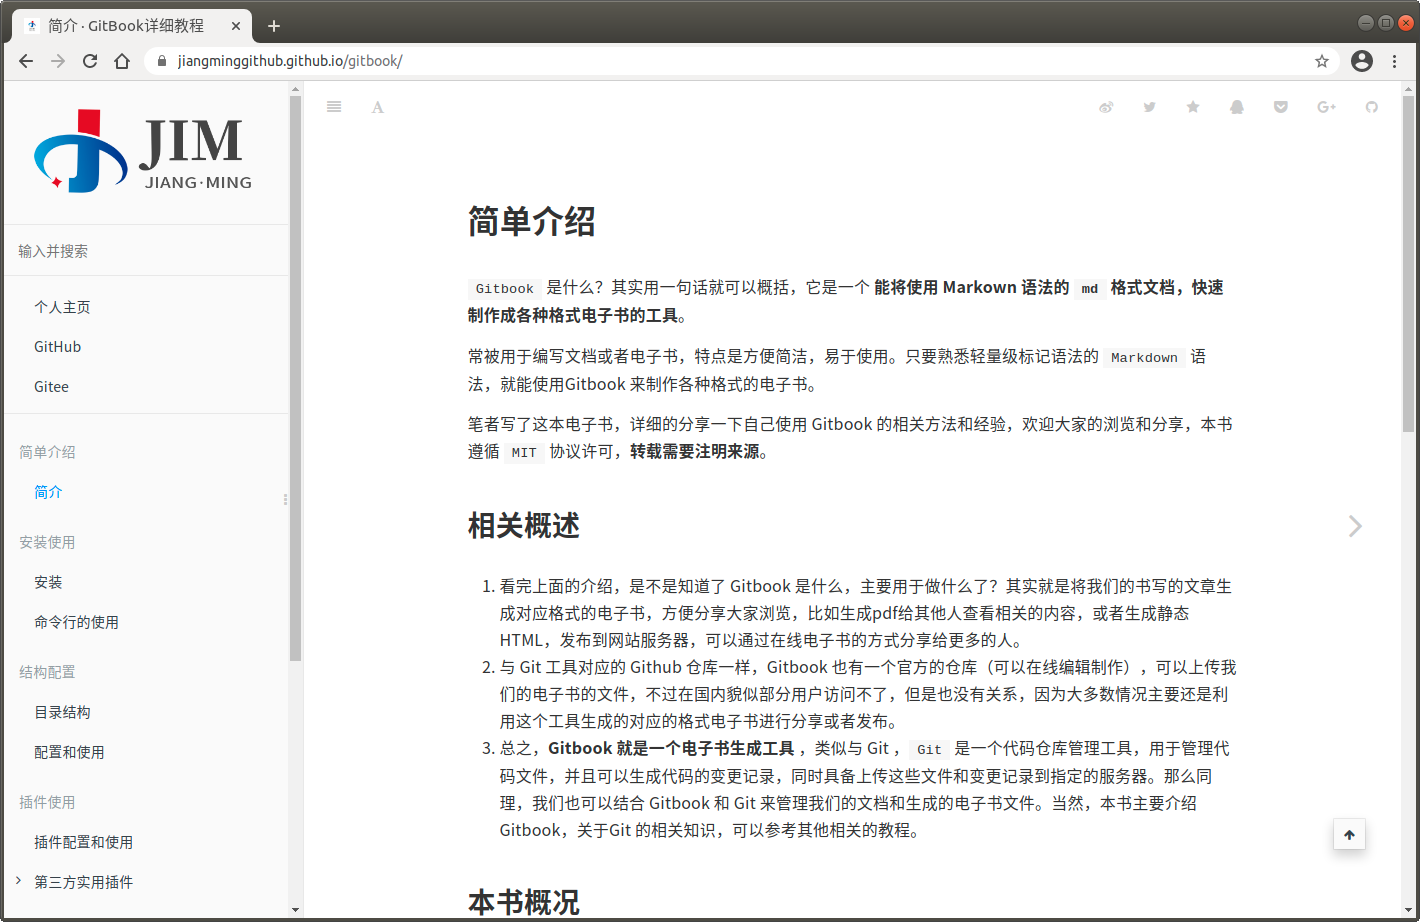 简介 · GitBook详细教程
jiangminggithub.github.io/gitbook/
JIM
JIANG·MING
输入并搜索
个人主页
GitHub
Gitee
简单介绍
简介
安装使用
安装
命令行的使用
结构配置
目录结构
配置和使用
插件使用
插件配置和使用
第三方实用插件
A
G+
简单介绍
Gitbook 是什么？其实用一句话就可以概括，它是一个 能将使用 Markown 语法的 md 格式文档，快速
制作成各种格式电子书的工具。
常被用于编写文档或者电子书，特点是方便简洁，易于使用。只要熟悉轻量级标记语法的 Markdown 语
法，就能使用Gitbook 来制作各种格式的电子书。
笔者写了这本电子书，详细的分享一下自己使用 Gitbook 的相关方法和经验，欢迎大家的浏览和分享，本书
遵循 MIT 协议许可，转载需要注明来源。
相关概述
1. 看完上面的介绍，是不是知道了 Gitbook 是什么，主要用于做什么了？其实就是将我们的书写的文章生
成对应格式的电子书，方便分享大家浏览，比如生成pdf给其他人查看相关的内容，或者生成静态
HTML，发布到网站服务器，可以通过在线电子书的方式分享给更多的人。
2. 与 Git 工具对应的 Github 仓库一样，Gitbook 也有一个官方的仓库（可以在线编辑制作），可以上传我
们的电子书的文件，不过在国内貌似部分用户访问不了，但是也没有关系，因为大多数情况主要还是利
用这个工具生成的对应的格式电子书进行分享或者发布。
3. 总之，Gitbook 就是一个电子书生成工具 ，类似与 Git ， Git 是一个代码仓库管理工具，用于管理代
码文件，并且可以生成代码的变更记录，同时具备上传这些文件和变更记录到指定的服务器。那么同
理，我们也可以结合 Gitbook 和 Git 来管理我们的文档和生成的电子书文件。当然，本书主要介绍
Gitbook，关于Git 的相关知识，可以参考其他相关的教程。
本书概况